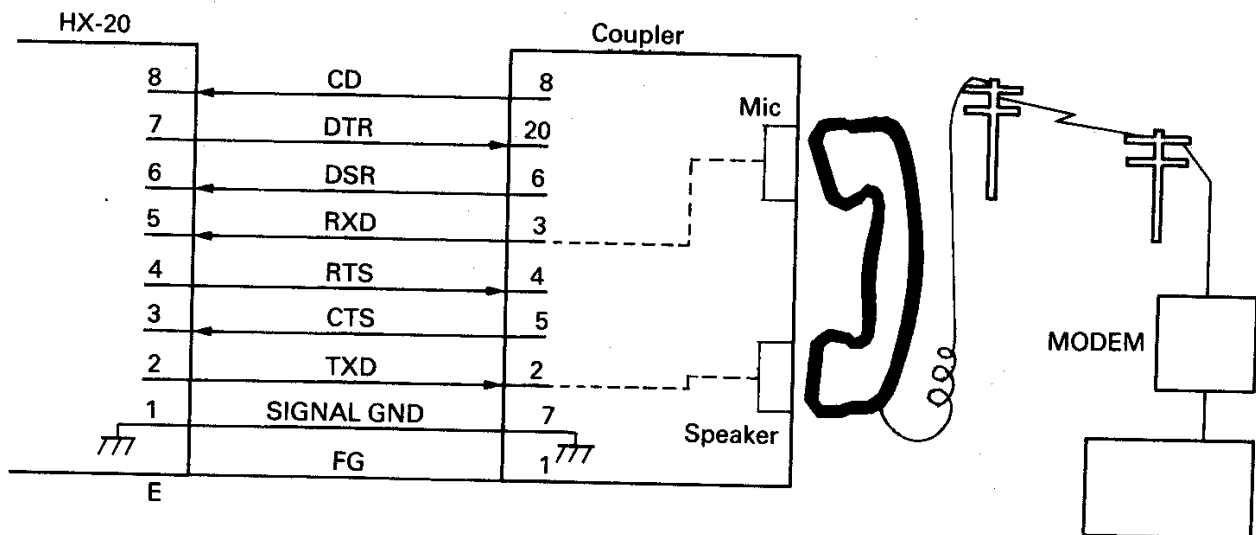 HX-20
Coupler
8 CD 8
7 DTR 20
6 DSR 6
5 RXD 3
4 RTS 4
3 CTS 5
2 TXD 2
1 SIGNAL GND 7
FG 1
E
Mic
Speaker
MODEM